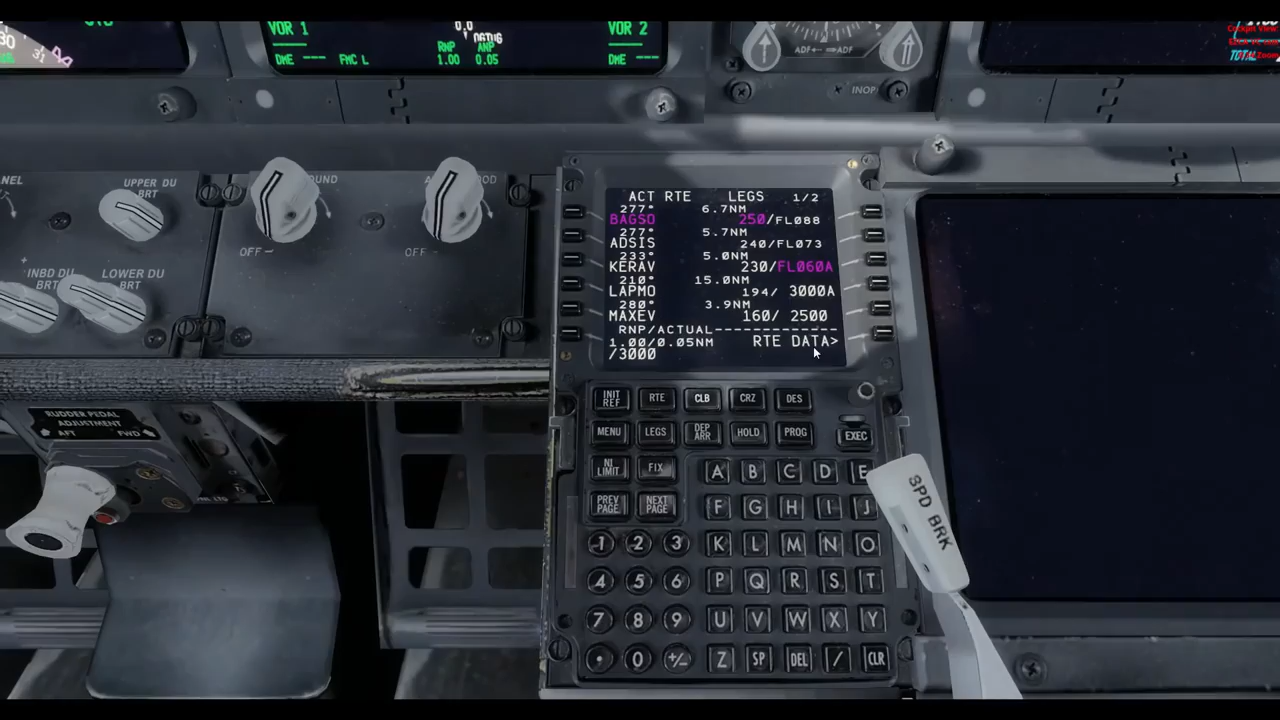 VOR 1
VOR 2
RNP ANP
DME --- FMC L 1.00 0.05 DME ---
ADF ADF
INOP
Cockpit View
TOTAL
UPPER DU
BRT
OFF
OFF
INBD DU
BRT
LOWER DU
BRT
RUDDER PEDAL
ADJUSTMENT
AFT FWD
ACT RTE LEGS 1/2
277° 6.7NM
BAGSO 250/FL088
277° 5.7NM
ADSIS 240/FL073
233° 5.0NM
KERAV 230/FL060A
210° 15.0NM
LAPMO 194/ 3000A
280° 3.9NM
MAXEV 160/ 2500
RNP/ACTUAL--------------
1.00/0.05NM RTE DATA>
/3000
INIT REF RTE CLB CRZ DES
MENU LEGS DEP ARR HOLD PROG EXEC
N1 LIMIT FIX A B C D E
PREV PAGE NEXT PAGE F G H I J
1 2 3 K L M N O
4 5 6 P Q R S T
7 8 9 U V W X Y
. 0 +/- Z SP DEL / CLR
SPD BRK